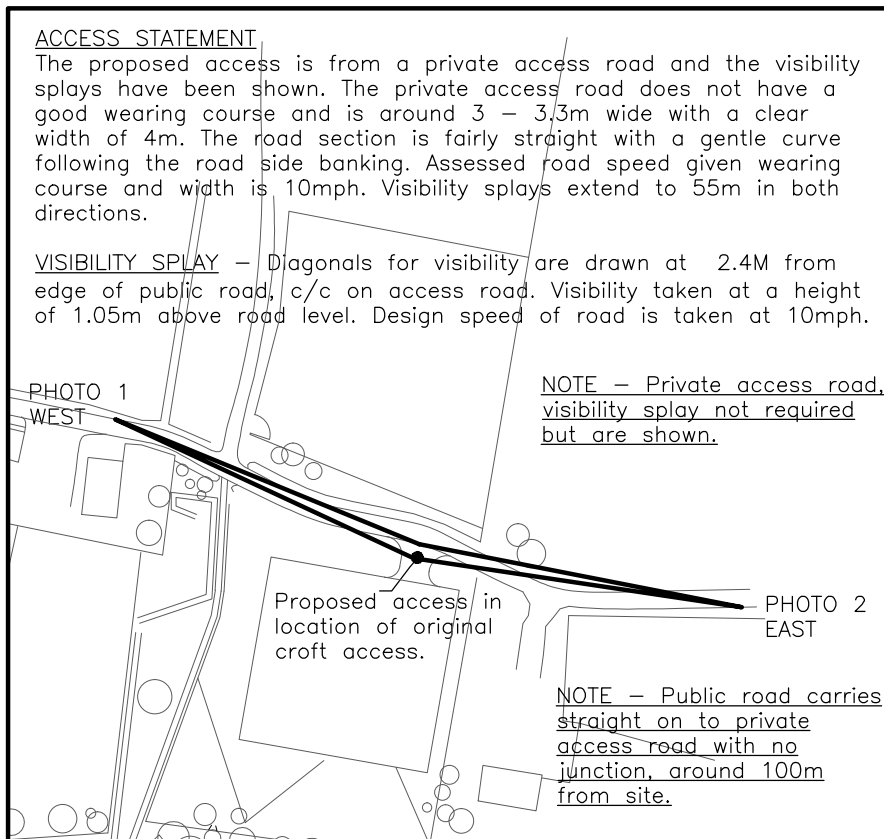 ACCESS STATEMENT
The proposed access is from a private access road and the visibility
splays have been shown. The private access road does not have a
good wearing course and is around 3 – 3.3m wide with a clear
width of 4m. The road section is fairly straight with a gentle curve
following the road side banking. Assessed road speed given wearing
course and width is 10mph. Visibility splays extend to 55m in both
directions.
VISIBILITY SPLAY – Diagonals for visibility are drawn at 2.4M from
edge of public road, c/c on access road. Visibility taken at a height
of 1.05m above road level. Design speed of road is taken at 10mph.
PHOTO 1
WEST
NOTE – Private access road,
visibility splay not required
but are shown.
Proposed access in
location of original
croft access.
PHOTO 2
EAST
NOTE – Public road carries
straight on to private
access road with no
junction, around 100m
from site.